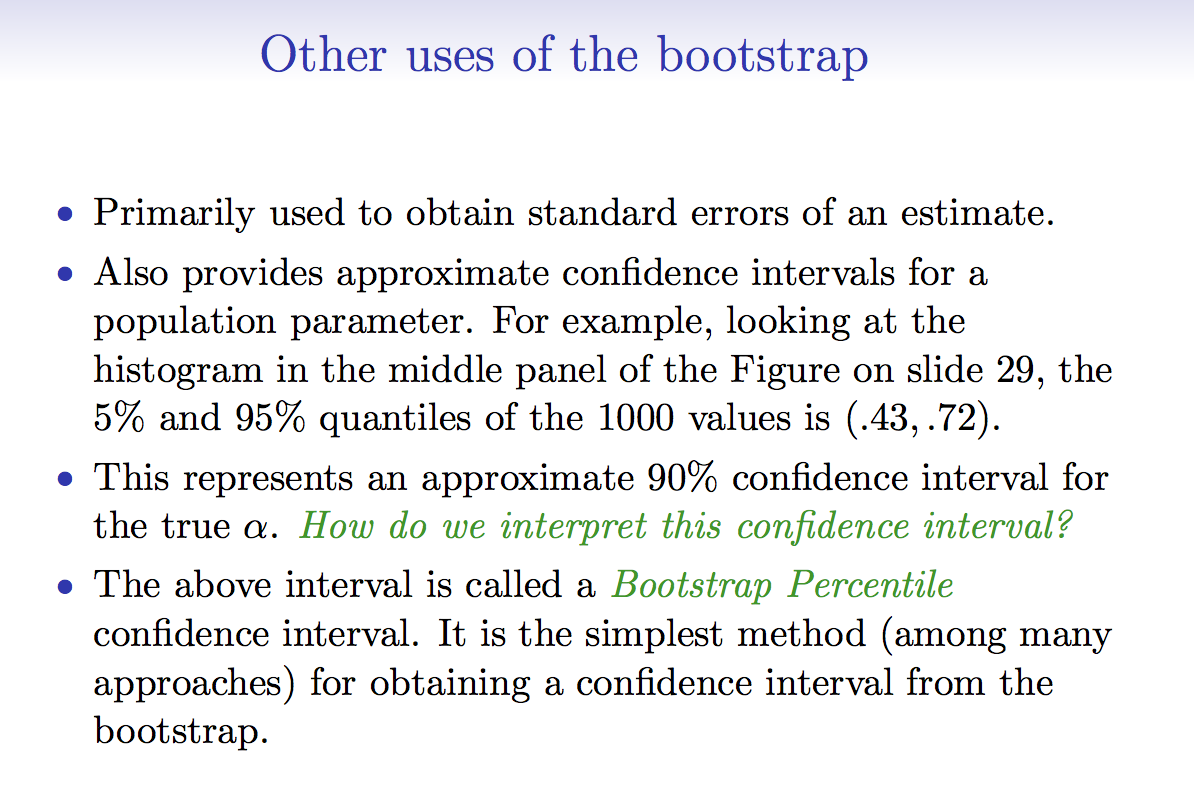 Other uses of the bootstrap
• Primarily used to obtain standard errors of an estimate.
• Also provides approximate confidence intervals for a
population parameter. For example, looking at the
histogram in the middle panel of the Figure on slide 29, the
5% and 95% quantiles of the 1000 values is (.43, .72).
• This represents an approximate 90% confidence interval for
the true α. How do we interpret this confidence interval?
• The above interval is called a Bootstrap Percentile
confidence interval. It is the simplest method (among many
approaches) for obtaining a confidence interval from the
bootstrap.